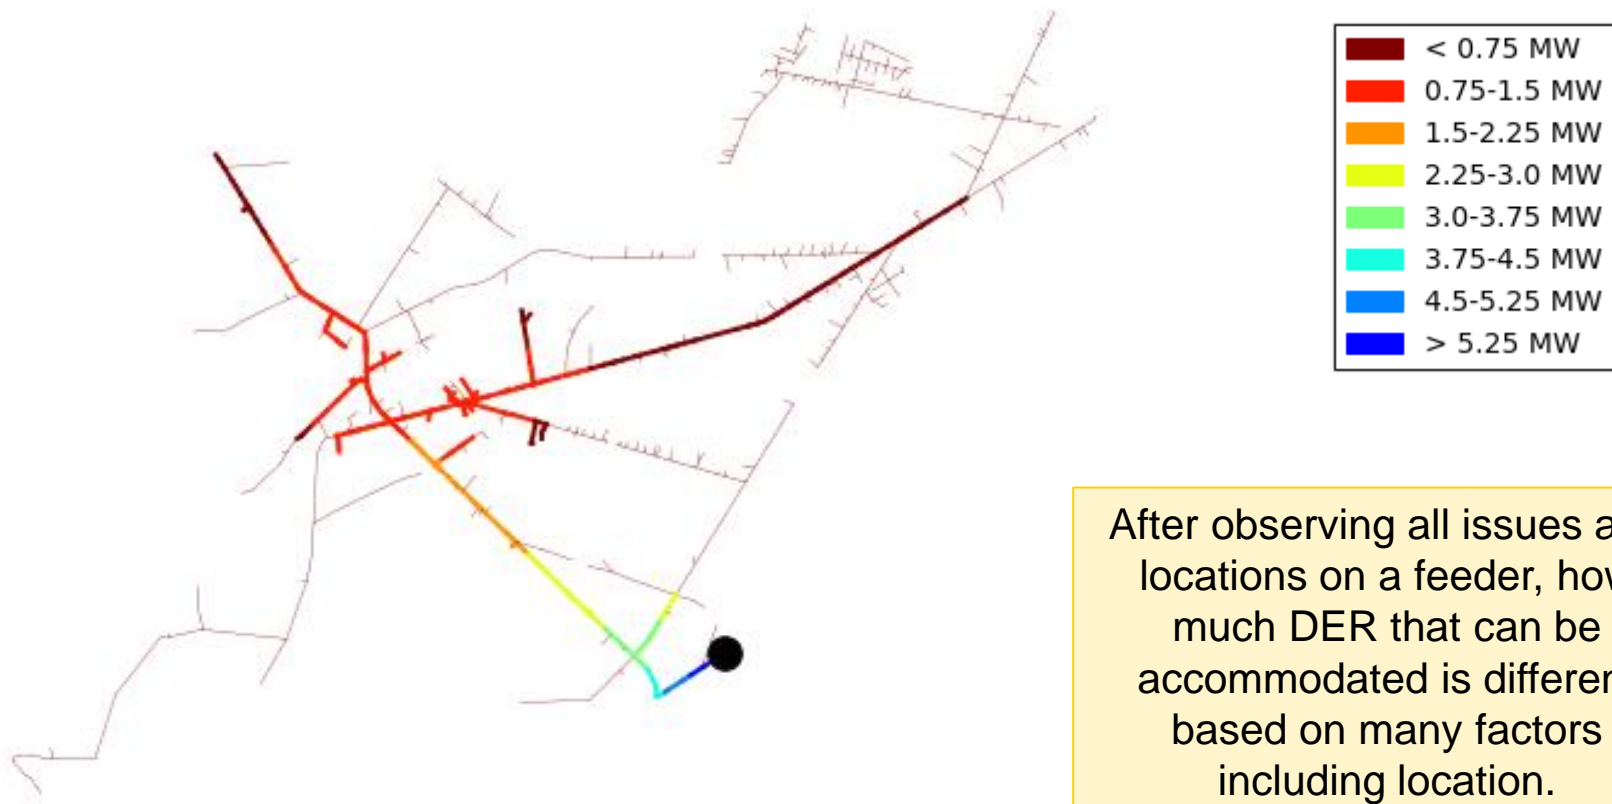 < 0.75 MW
0.75-1.5 MW
1.5-2.25 MW
2.25-3.0 MW
3.0-3.75 MW
3.75-4.5 MW
4.5-5.25 MW
> 5.25 MW
After observing all issues
locations on a feeder,
much DER that can be
accommodated is
based on many factors
including location.